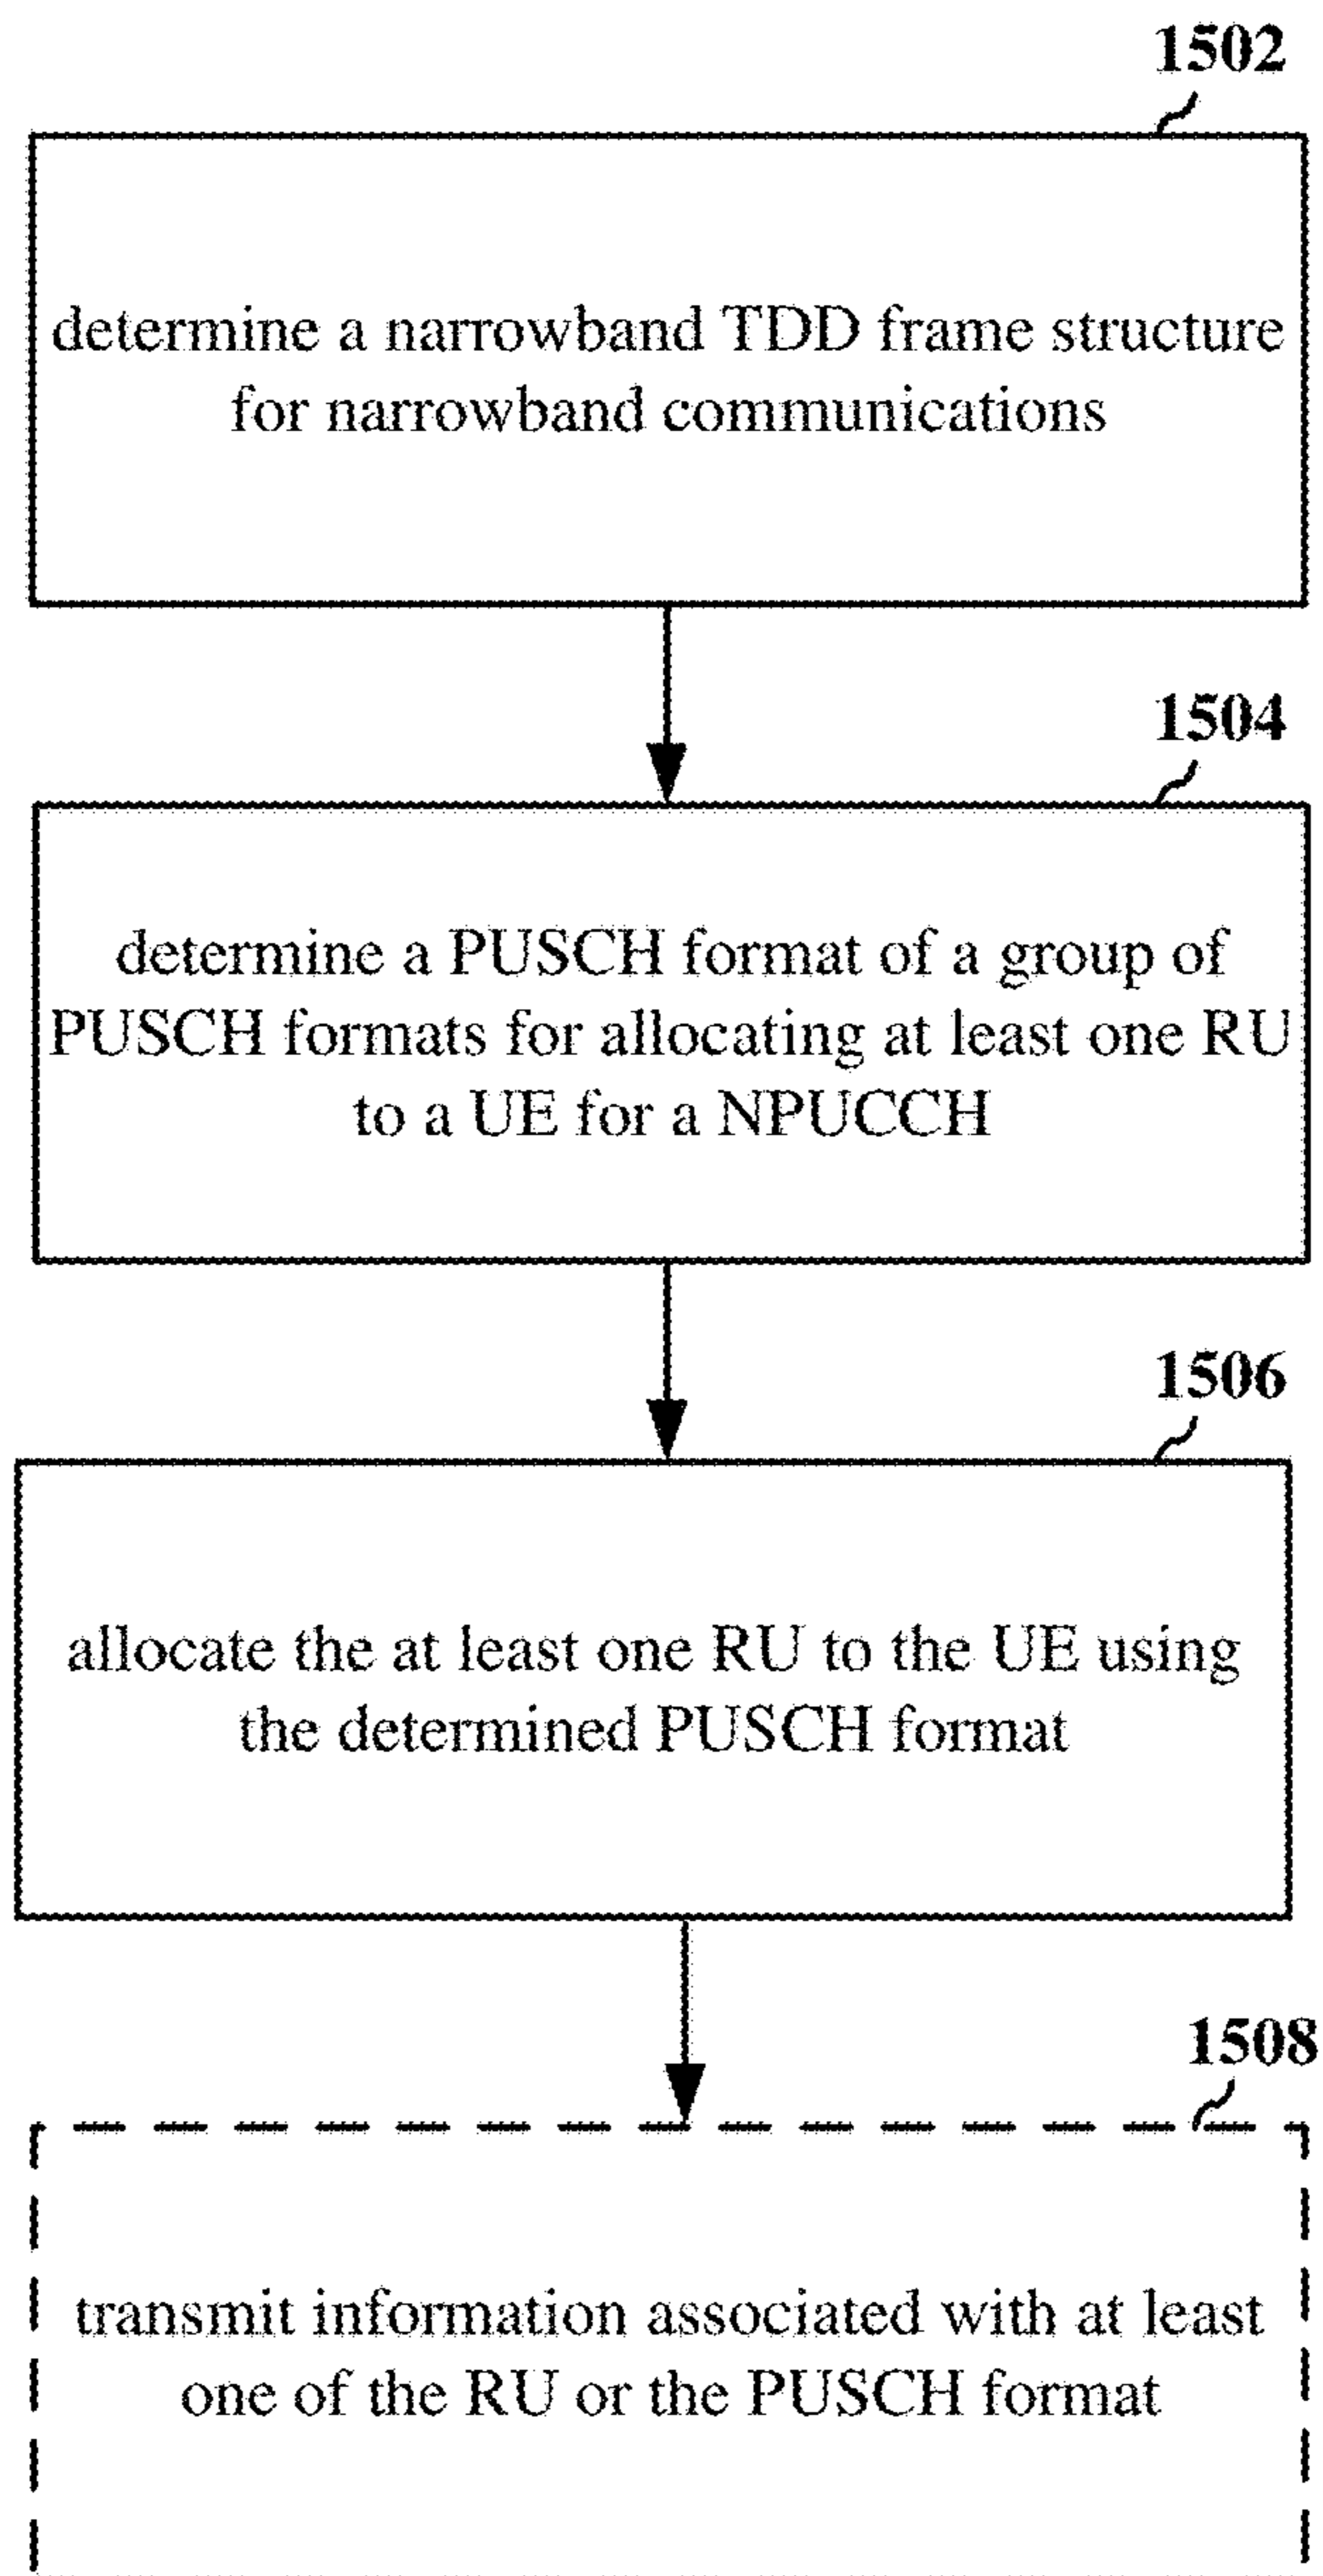 1502
determine a narrowband TDD frame structure
for narrowband communications
1504
determine a PUSCH format of a group of
PUSCH formats for allocating at least one RU
to a UE for a NPUCCH
1506
allocate the at least one RU to the UE using
the determined PUSCH format
1508
transmit information associated with at least
one of the RU or the PUSCH format